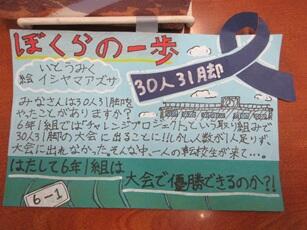 ぼくらの一歩
30人31脚
いとうみく
絵 イシヤマアズサ
みなさんは30人31脚を
やったことがありますか?
6年1組ではチャレンジプロジェクトという取り組みで
30人31脚の大会に出ることに!!しかし人数が1人足りず、
大会に出れなかった。そんな中、一人の転校生が来て…。
はたして6年1組は
大会で優勝できるのか?!
6-1